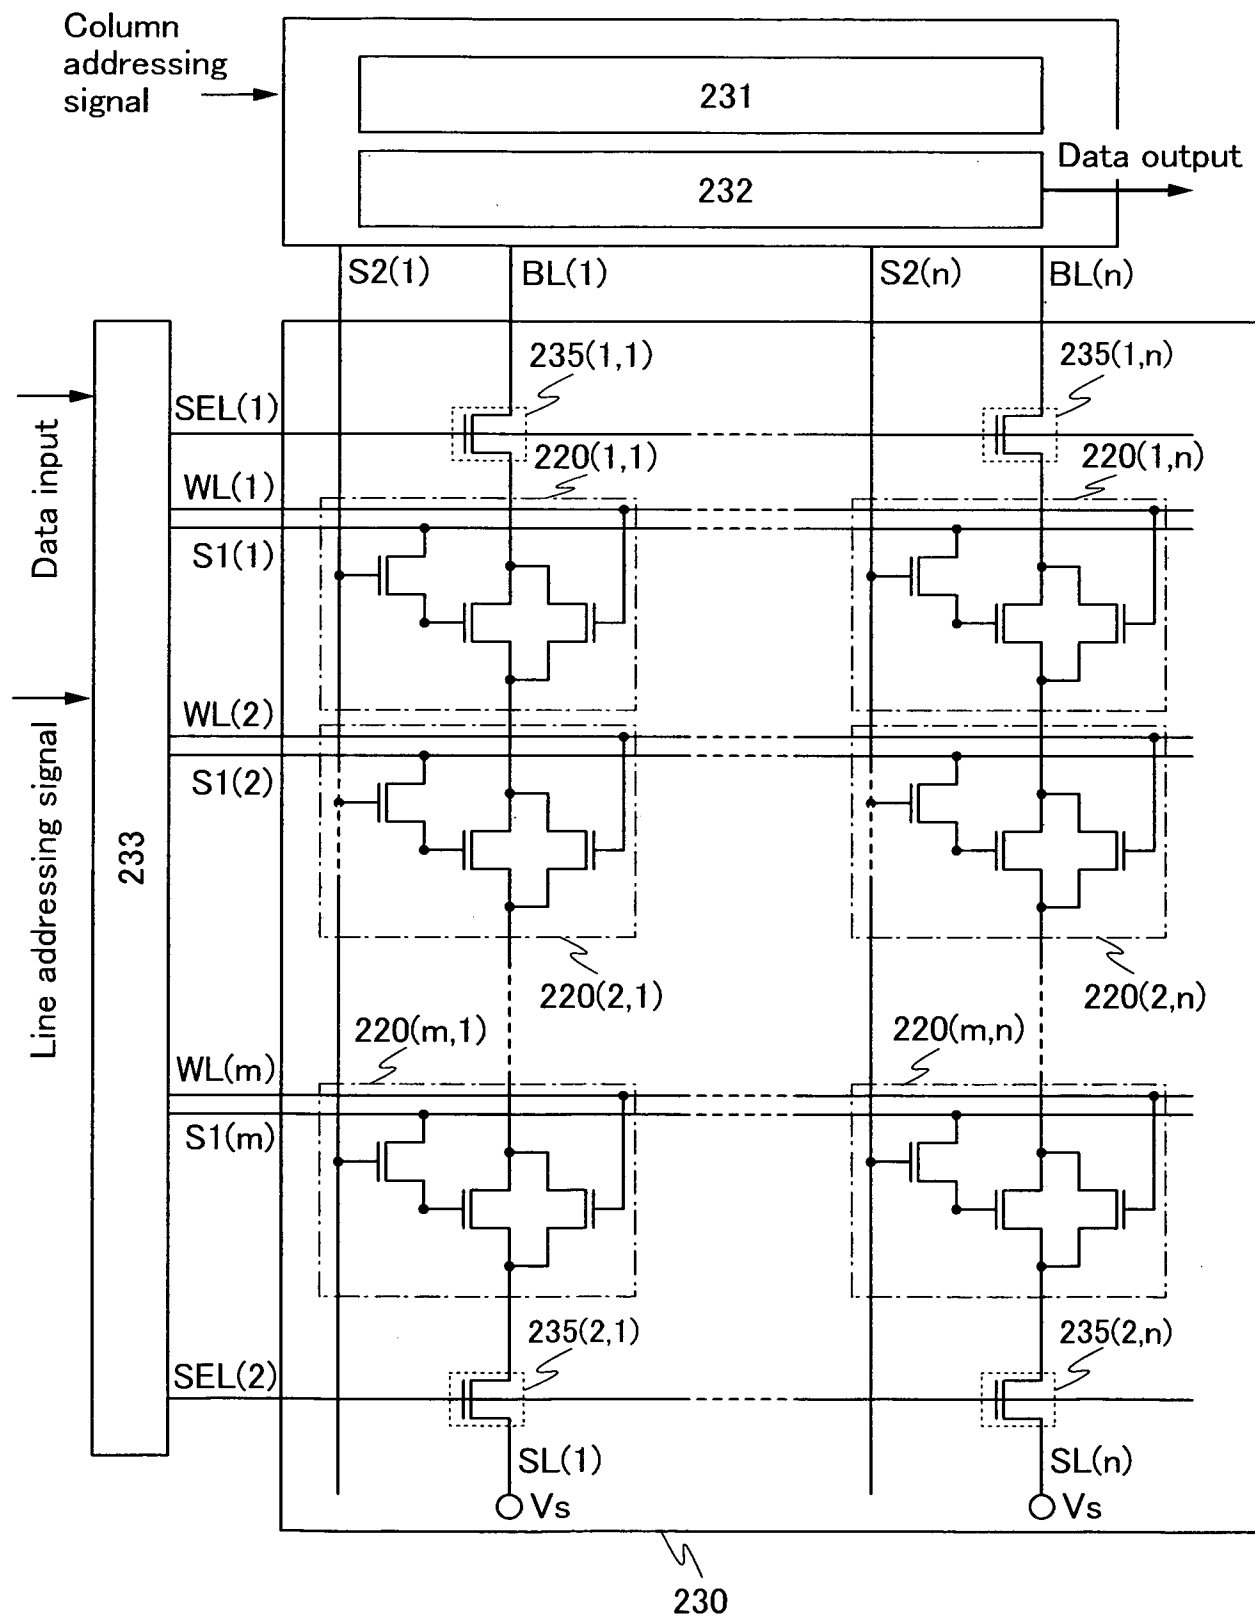 Column
addressing
signal
231
232
Data output
S2(1)
BL(1)
S2(n)
BL(n)
235(1,1)
235(1,n)
SEL(1)
220(1,1)
220(1,n)
WL(1)
S1(1)
Data input
WL(2)
S1(2)
Line addressing signal
233
220(2,1)
220(2,n)
220(m,1)
220(m,n)
WL(m)
S1(m)
235(2,1)
235(2,n)
SEL(2)
SL(1)
SL(n)
Vs
Vs
230